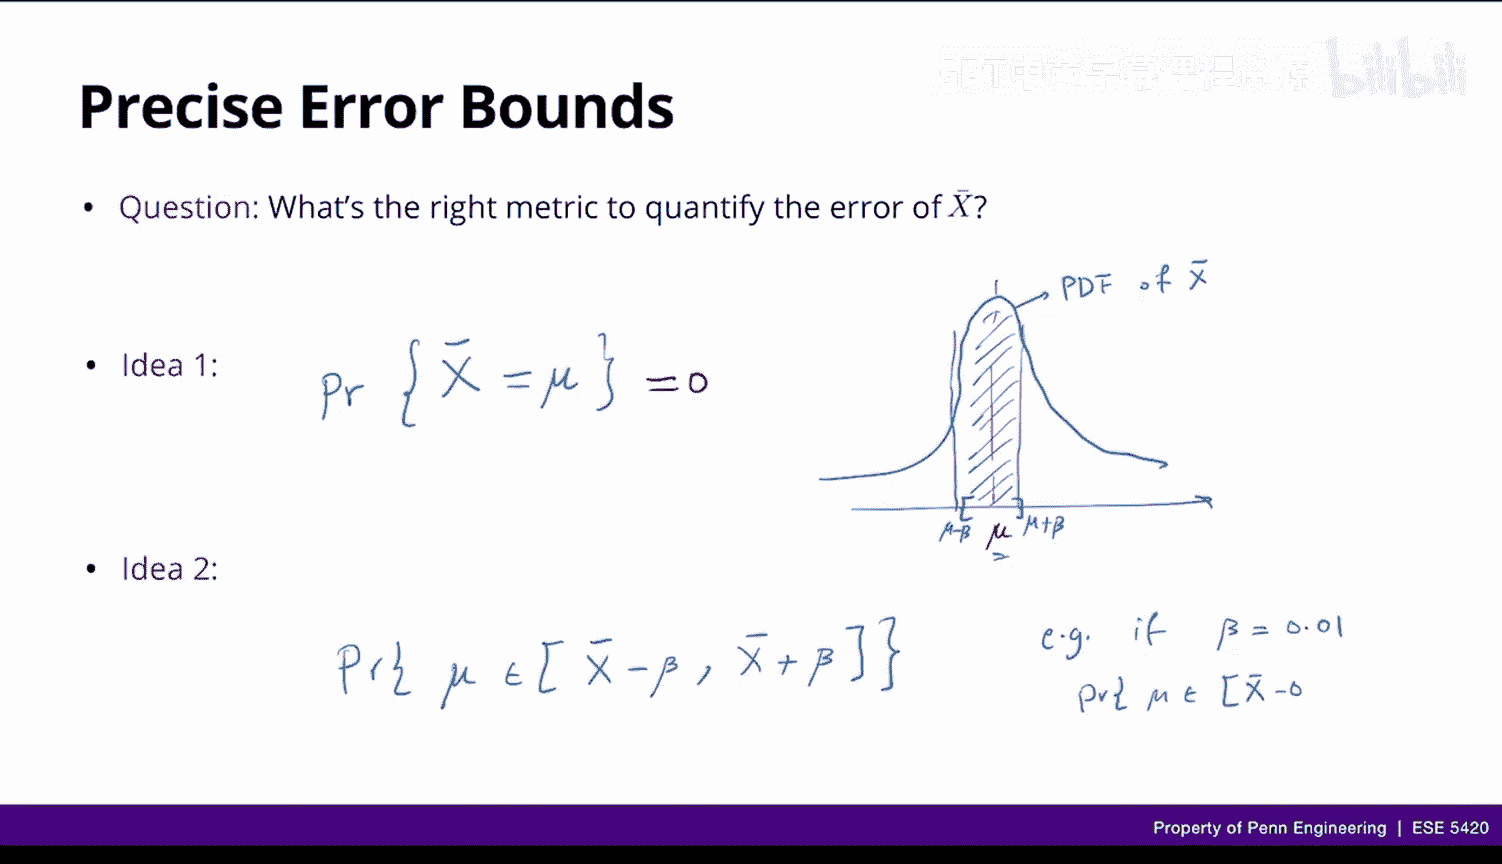 Precise Error Bounds
• Question: What's the right metric to quantify the error of X̄?
PDF of X̄
• Idea 1:
Pr { X̄ = μ } = 0
μ-β μ μ+β
• Idea 2:
Pr{ μ ∈ [ X̄ - β , X̄ + β ] }
e.g. if β = 0.01
Pr{ μ ∈ [ X̄ - 0
bilibili
Property of Penn Engineering | ESE 5420